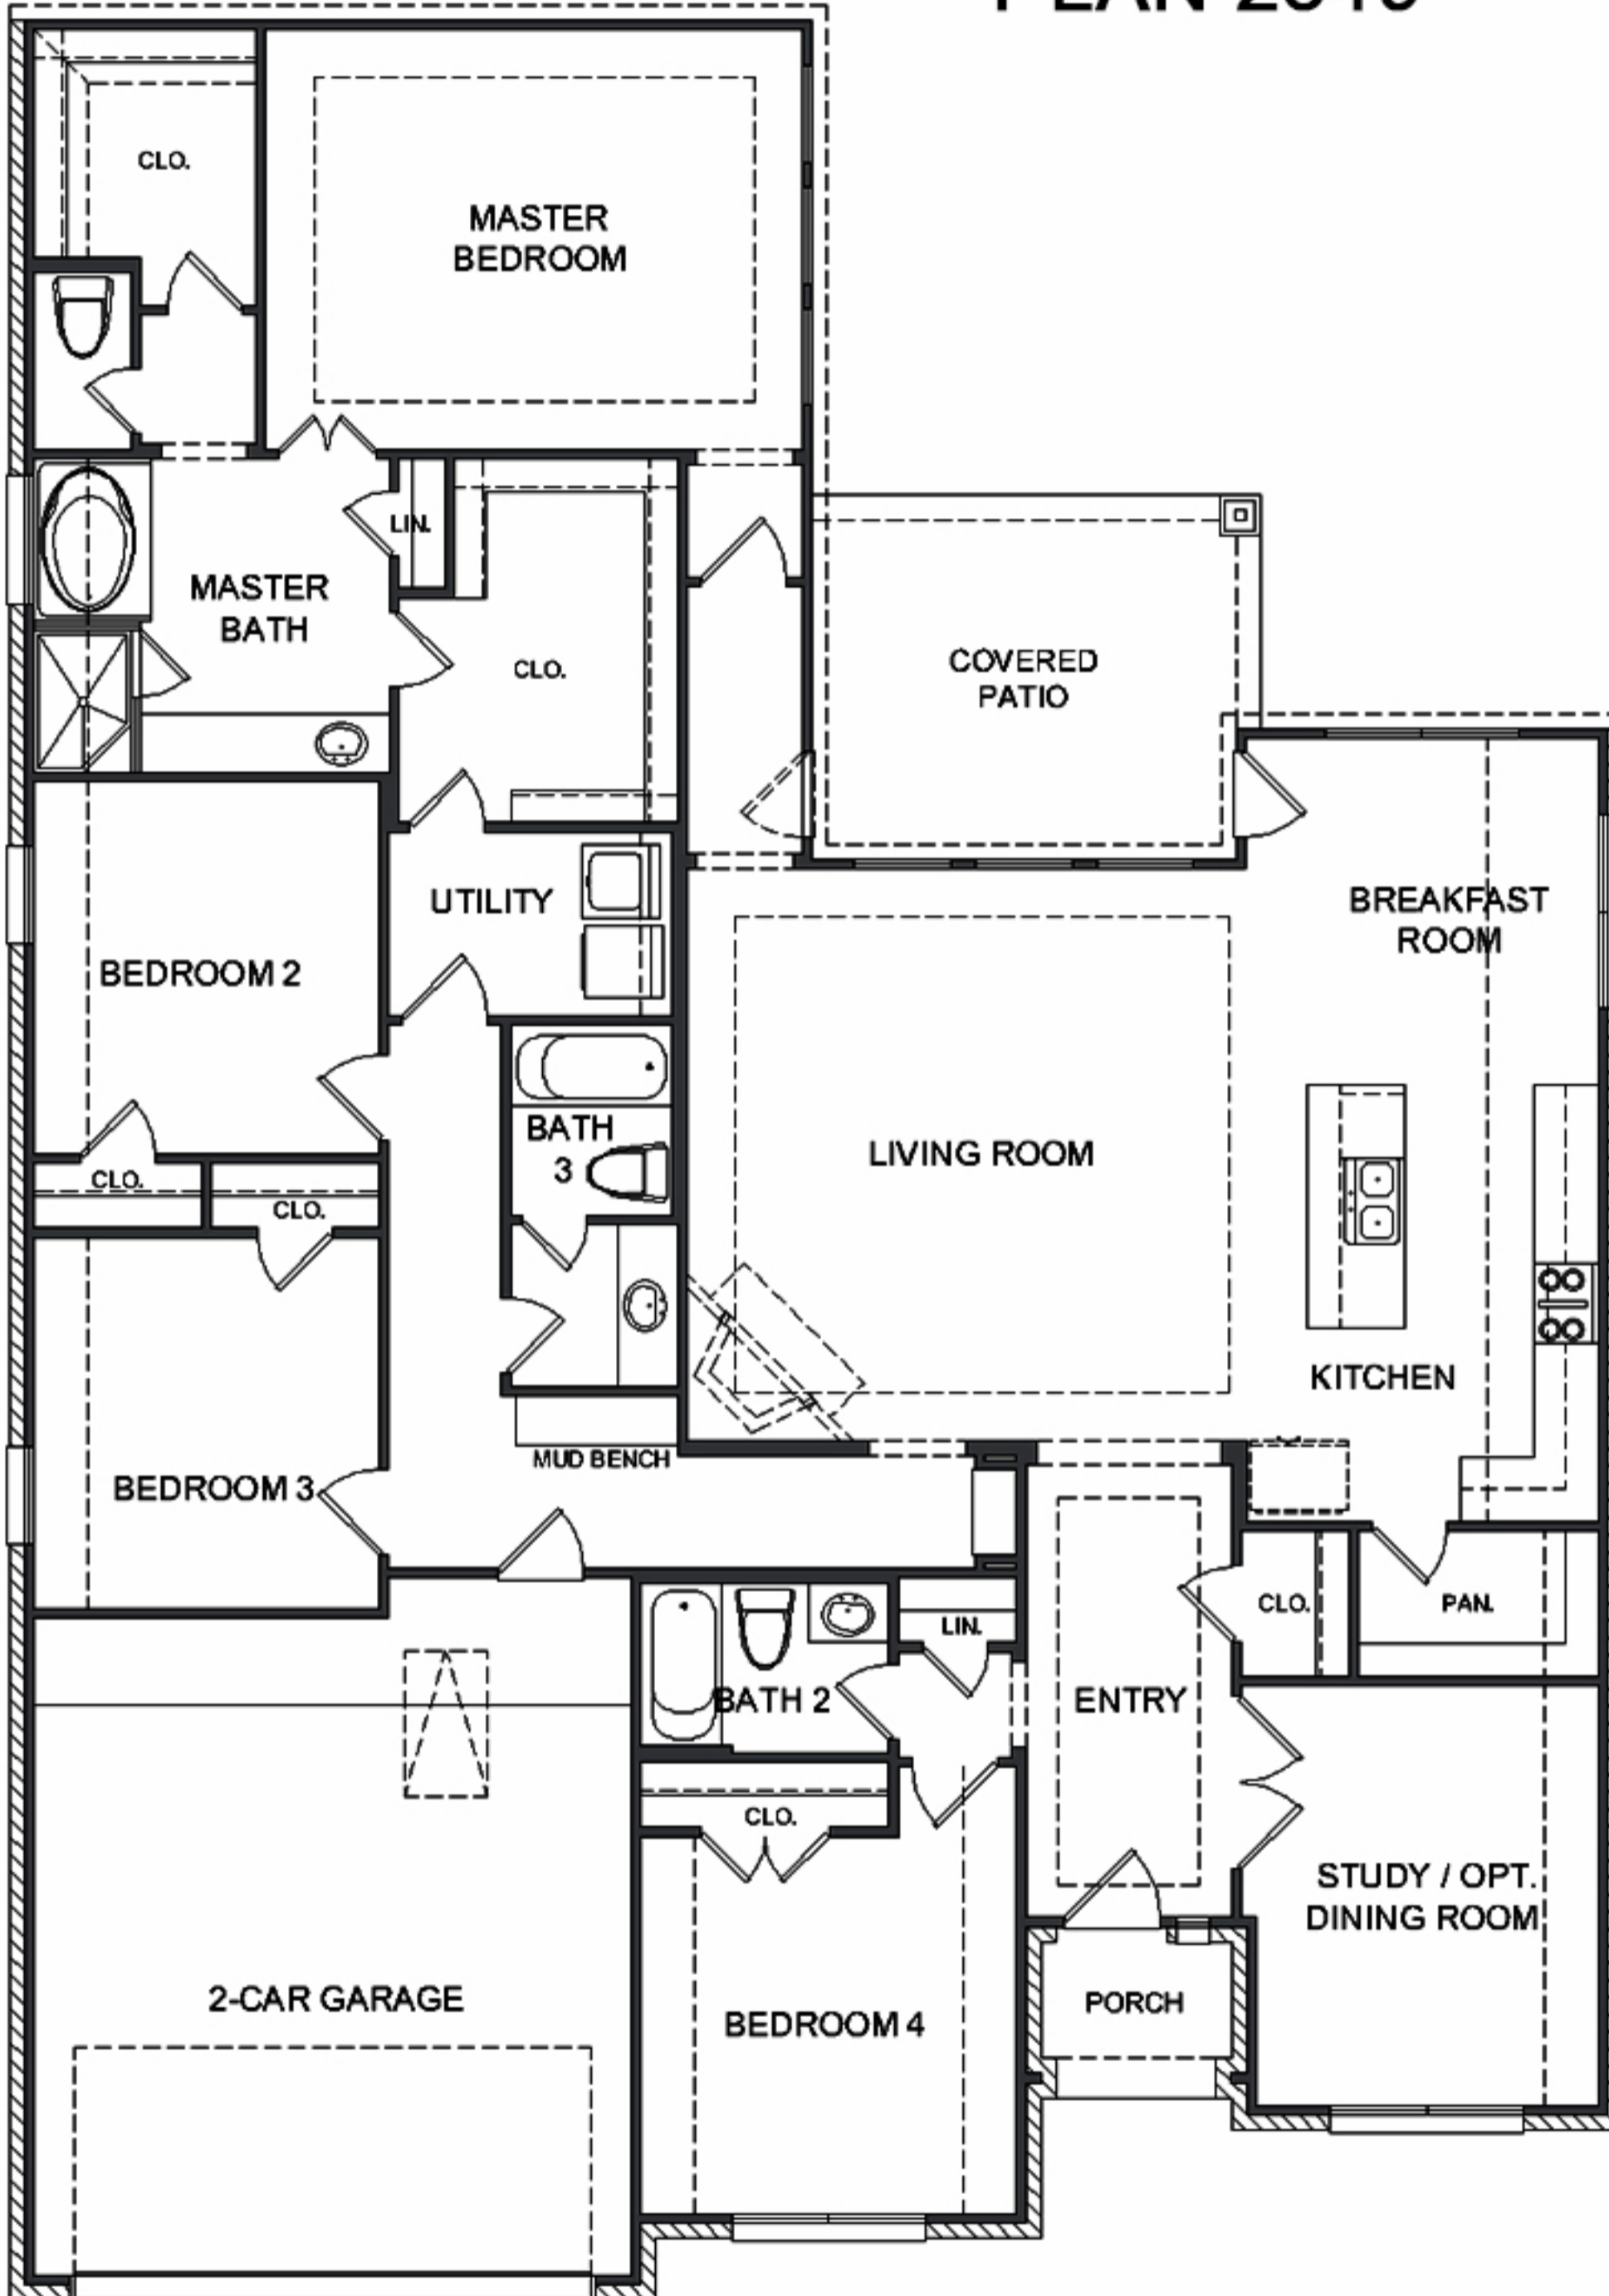 CLO.
MASTER
BEDROOM
LIN.
MASTER
BATH
CLO.
COVERED
PATIO
UTILITY
BREAKFAST
ROOM
BEDROOM 2
BATH
3
LIVING ROOM
CLO.
CLO.
KITCHEN
MUD BENCH
BEDROOM 3
CLO.
PAN.
LIN.
BATH 2
ENTRY
CLO.
STUDY / OPT.
DINING ROOM
2-CAR GARAGE
PORCH
BEDROOM 4